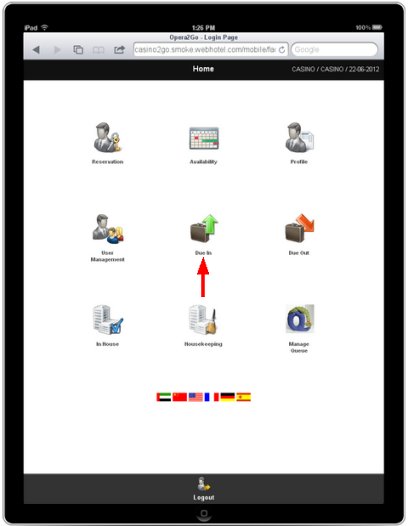 iPad
1:26 PM
100%
Opera2Go - Login Page
casino2go.smoke.webhotel.com/mobile/fac
Google
Home
CASINO / CASINO / 22-06-2012
Reservation
Availability
Profile
User
Management
Due In
Due Out
In House
Housekeeping
Manage
Queue
Logout